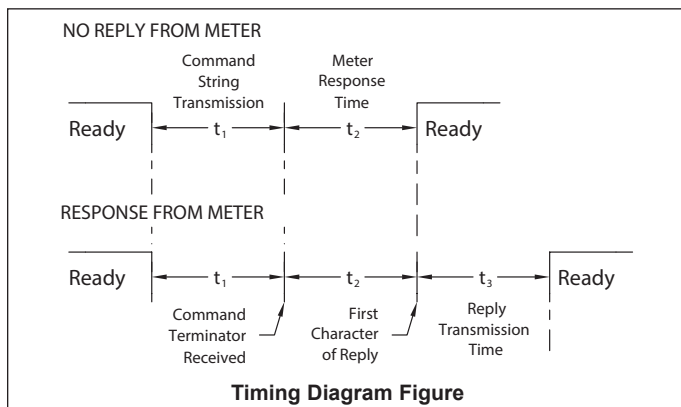 NO REPLY FROM METER
Command
String
Transmission
Meter
Response
Time
Ready
t₁
t₂
Ready
RESPONSE FROM METER
Ready
t₁
t₂
t₃
Ready
Command
Terminator
Received
First
Character
of Reply
Reply
Transmission
Time
Timing Diagram Figure